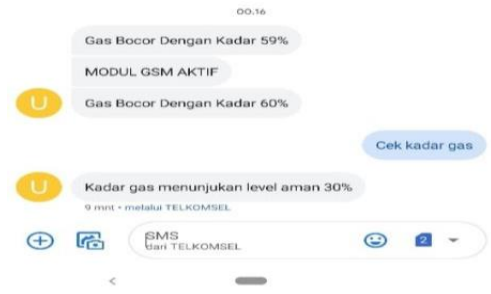 00.16
Gas Bocor Dengan Kadar 59%
MODUL GSM AKTIF
U
Gas Bocor Dengan Kadar 60%
Cek kadar gas
U
Kadar gas menunjukan level aman 30%
9 mnt • melalui TELKOMSEL
SMS
dari TELKOMSEL
2